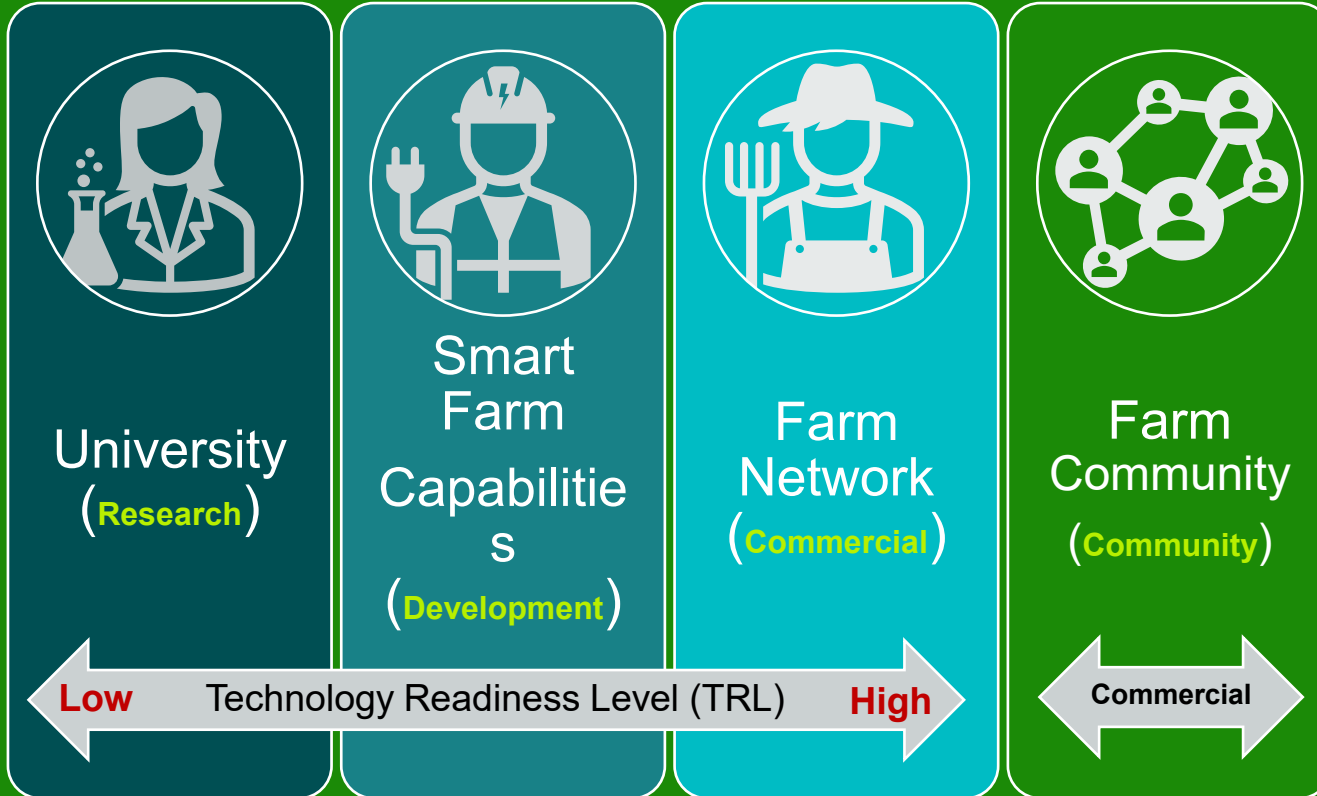 University
(Research)
Smart
Farm
Capabilitie
s
(Development)
Farm
Network
(Commercial)
Farm
Community
(Community)
Low Technology Readiness Level (TRL) High
Commercial